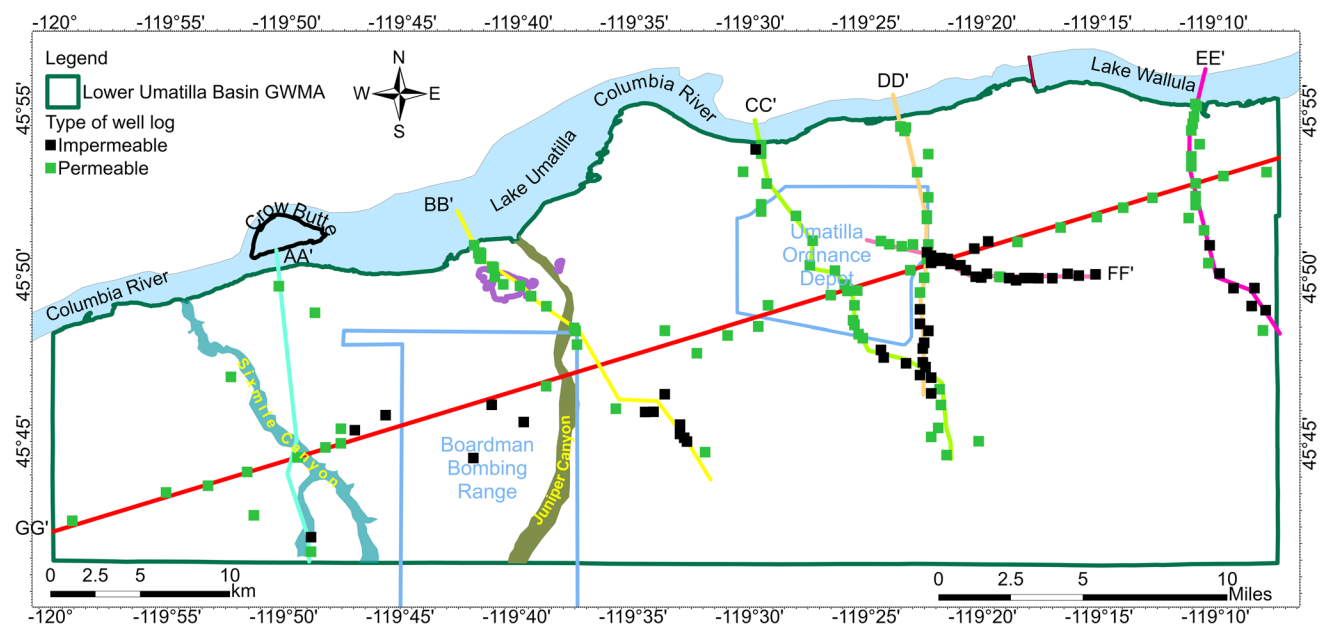 -120° -119°55' -119°50' -119°45' -119°40' -119°35' -119°30' -119°25' -119°20' -119°15' -119°10'
Legend
Lower Umatilla Basin GWMA
Type of well log
Impermeable
Permeable
N
W E
S
45°55'
45°50'
45°45'
45°55'
45°50'
45°45'
Columbia River
Crow Butte
AA'
BB'
Lake Umatilla
Columbia River
CC'
DD'
Lake Wallula
EE'
FF'
GG'
Umatilla
Ordnance
Depot
Sixmile Canyon
Boardman
Bombing
Range
Juniper Canyon
0 2.5 5 10
km
0 2.5 5 10
Miles
-120° -119°55' -119°50' -119°45' -119°40' -119°35' -119°30' -119°25' -119°20' -119°15' -119°10'